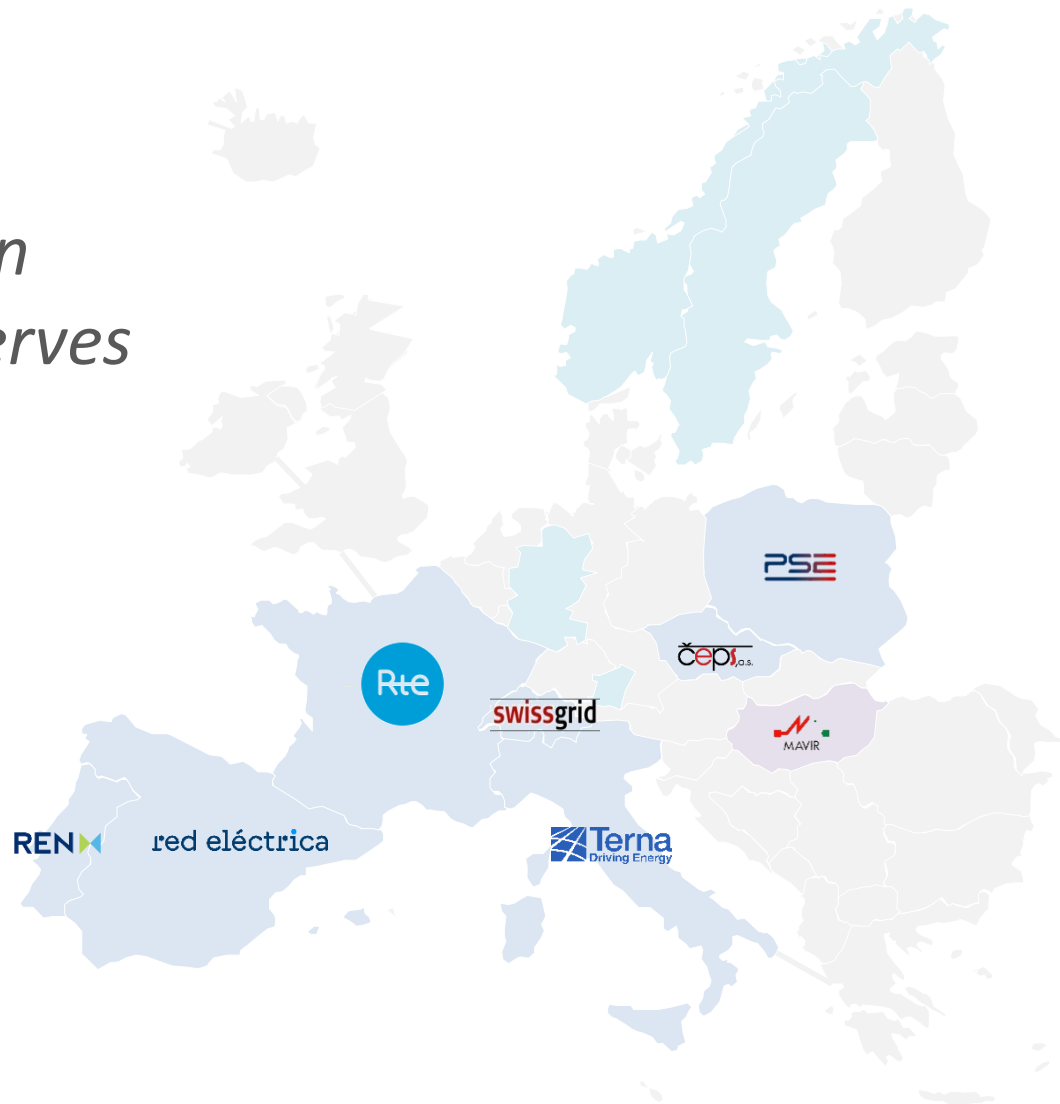 n
erves
PSE
čeps,a.s.
Rte
swissgrid
MAVIR
REN
red eléctrica
Terna
Driving Energy